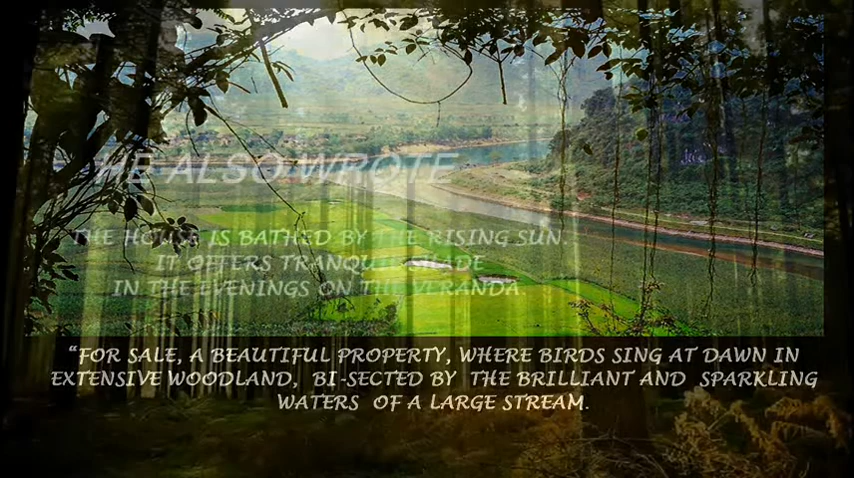 HE ALSO WROTE
THE HOUSE IS BATHED BY THE RISING SUN.
IT OFFERS TRANQUIL SHADE
IN THE EVENINGS ON THE VERANDA.
“FOR SALE, A BEAUTIFUL PROPERTY, WHERE BIRDS SING AT DAWN IN
EXTENSIVE WOODLAND, BI-SECTED BY THE BRILLIANT AND SPARKLING
WATERS OF A LARGE STREAM.